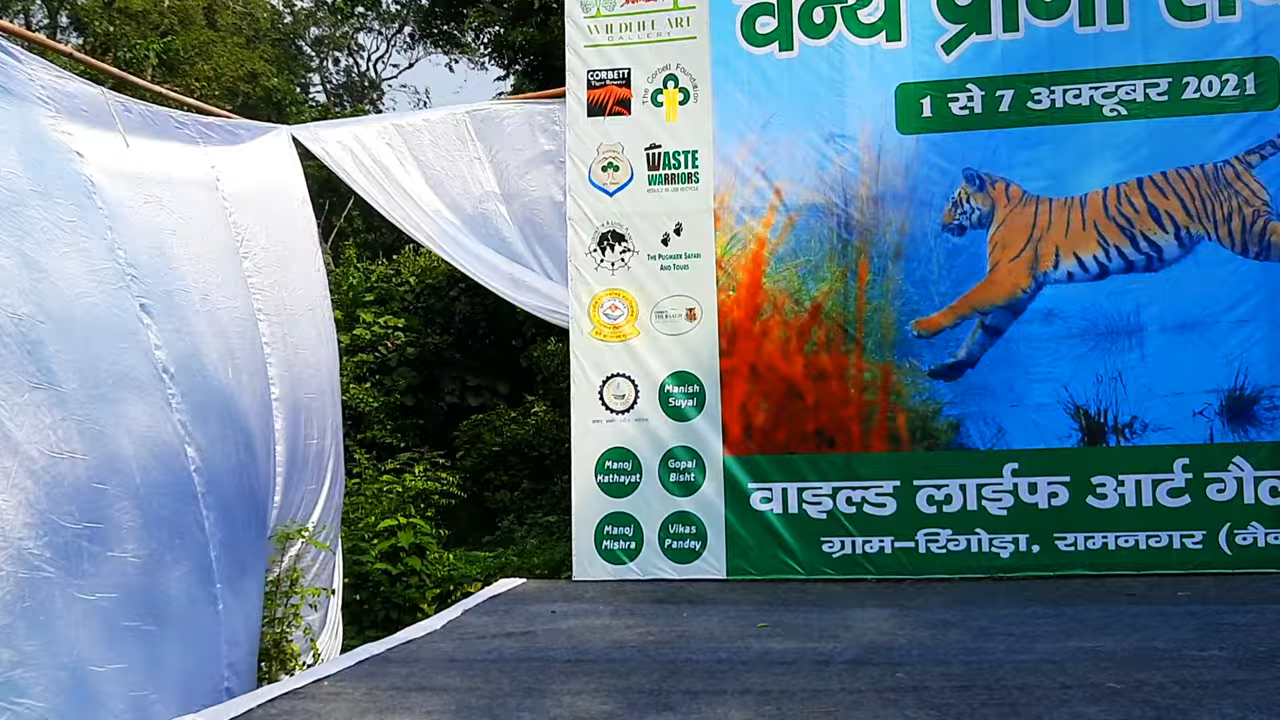 WILDLIFE ART
GALLERY
CORBETT
Tiger Reserve
The Corbett Foundation
WASTE
WARRIORS
REDUCE RE-USE RECYCLE
THE PUGMARK SAFARI
AND TOURS
Manish
Suyal
Manoj
Kathayat
Gopal
Bisht
Manoj
Mishra
Vikas
Pandey
वन्य प्राणी
1 से 7 अक्टूबर 2021
वाइल्ड लाईफ आर्ट
ग्राम-रिंगोड़ा, रामनगर